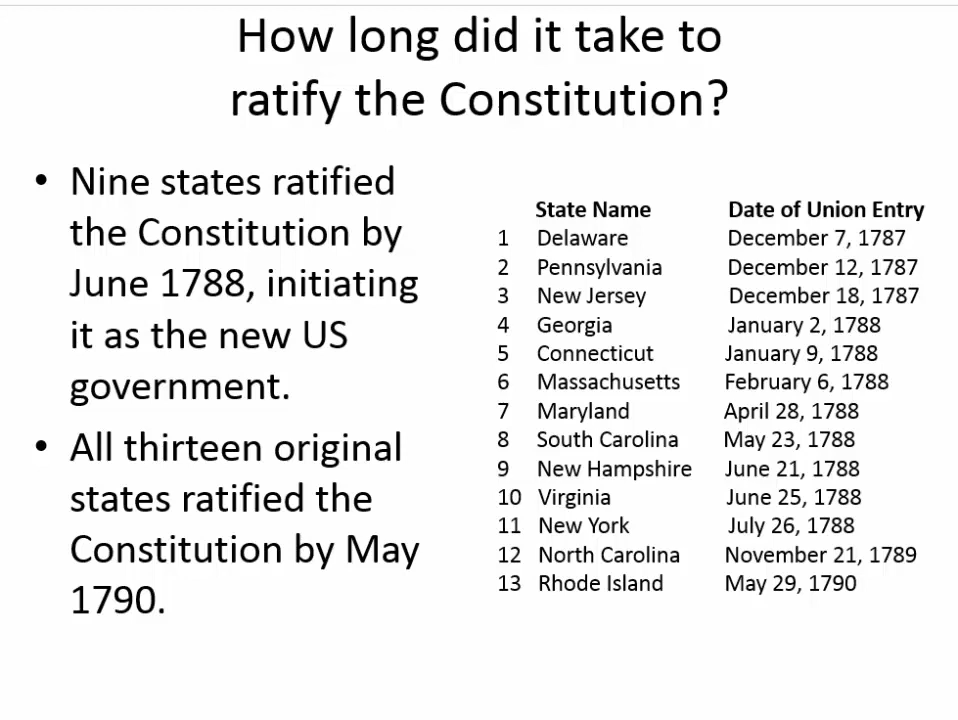 How long did it take to
ratify the Constitution?
• Nine states ratified
the Constitution by
June 1788, initiating
it as the new US
government.
• All thirteen original
states ratified the
Constitution by May
1790.
State Name Date of Union Entry
1 Delaware December 7, 1787
2 Pennsylvania December 12, 1787
3 New Jersey December 18, 1787
4 Georgia January 2, 1788
5 Connecticut January 9, 1788
6 Massachusetts February 6, 1788
7 Maryland April 28, 1788
8 South Carolina May 23, 1788
9 New Hampshire June 21, 1788
10 Virginia June 25, 1788
11 New York July 26, 1788
12 North Carolina November 21, 1789
13 Rhode Island May 29, 1790